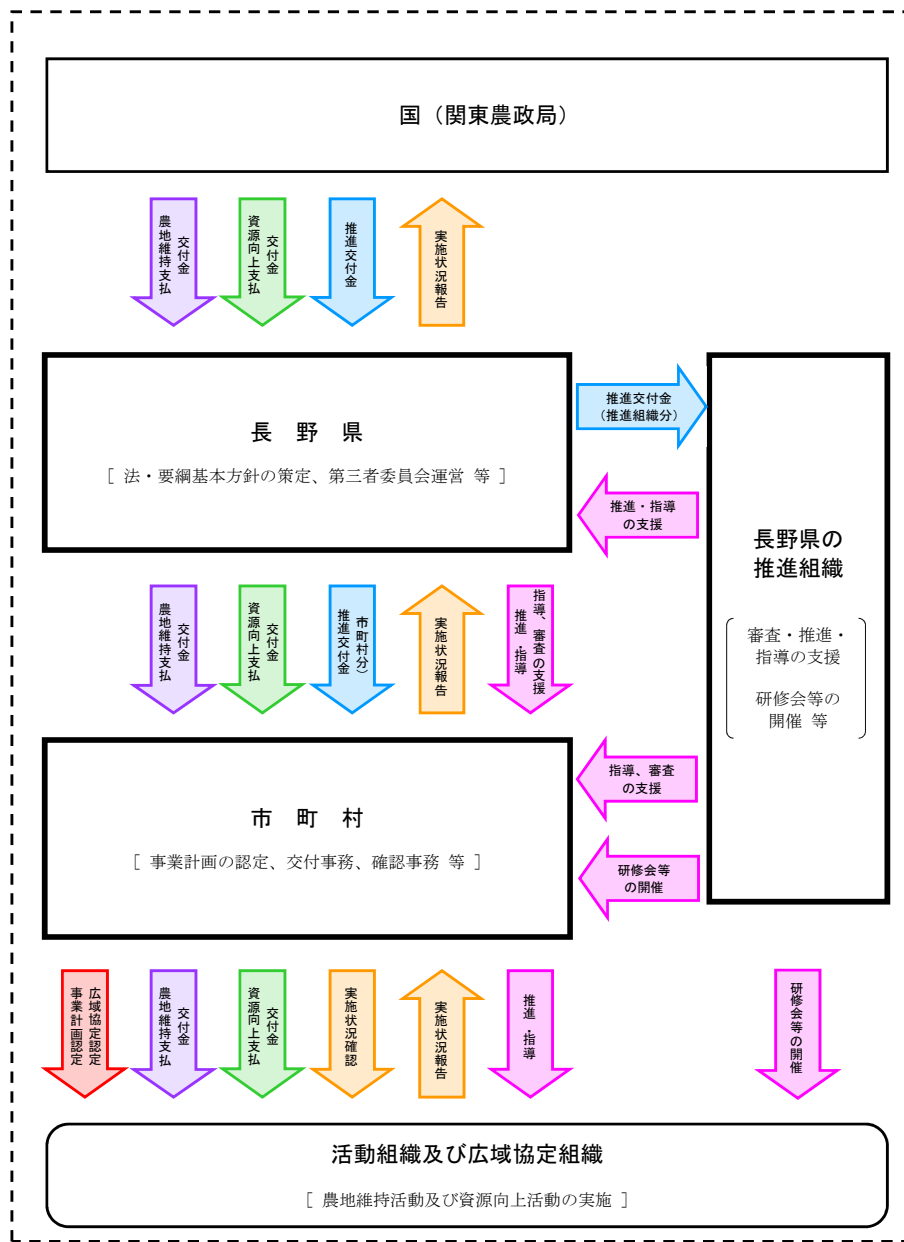 国（関東農政局）
農地維持支払
交付金
資源向上支払
交付金
推進交付金
実施状況報告
長　野　県
［ 法・要綱基本方針の策定、第三者委員会運営 等 ］
推進交付金
（推進組織分）
推進・指導
の支援
長野県の
推進組織
審査・推進・
指導の支援
研修会等の
開催 等
農地維持支払
交付金
資源向上支払
交付金
推進交付金
市町村分）
実施状況報告
推進・指導
指導、審査の支援
市　町　村
［ 事業計画の認定、交付事務、確認事務 等 ］
指導、審査
の支援
研修会等
の開催
事業計画認定
広域協定認定
農地維持支払
交付金
資源向上支払
交付金
実施状況確認
実施状況報告
推進・指導
研修会等の開催
活動組織及び広域協定組織
［ 農地維持活動及び資源向上活動の実施 ］